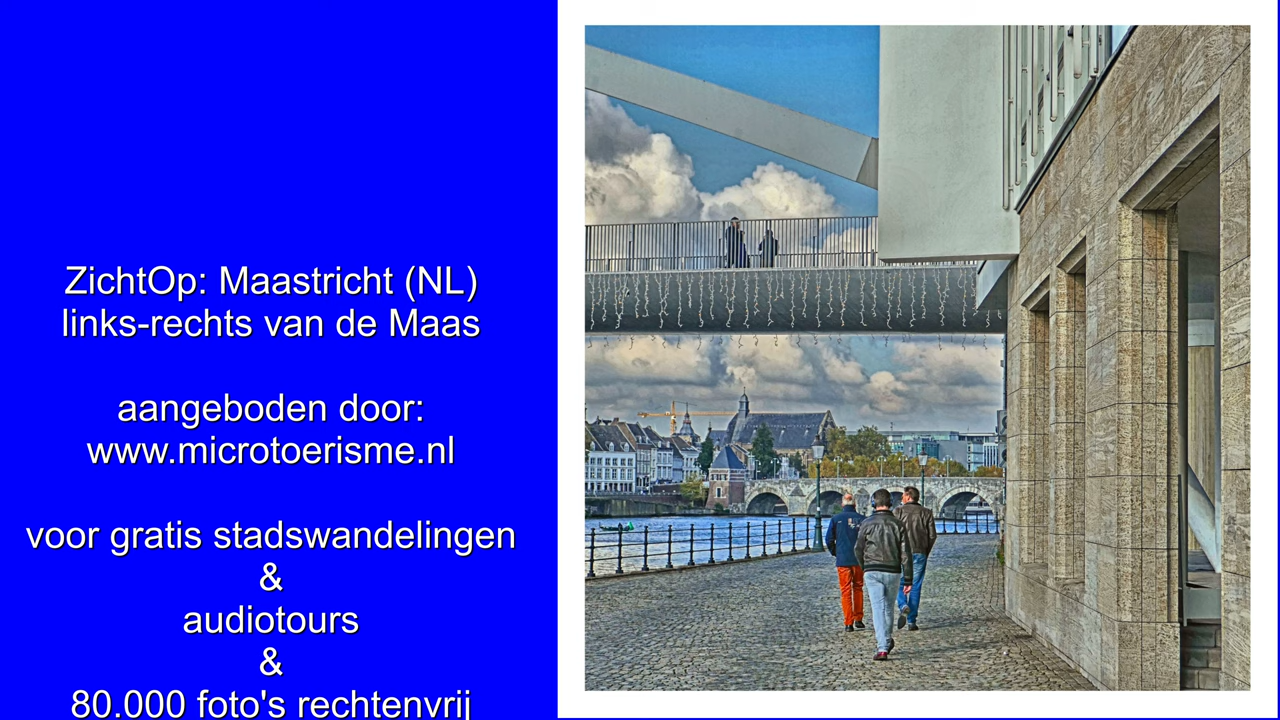 ZichtOp: Maastricht (NL)
links-rechts van de Maas
aangeboden door:
www.microtoerisme.nl
voor gratis stadswandelingen
&
audiotours
&
80.000 foto's rechtenvrij